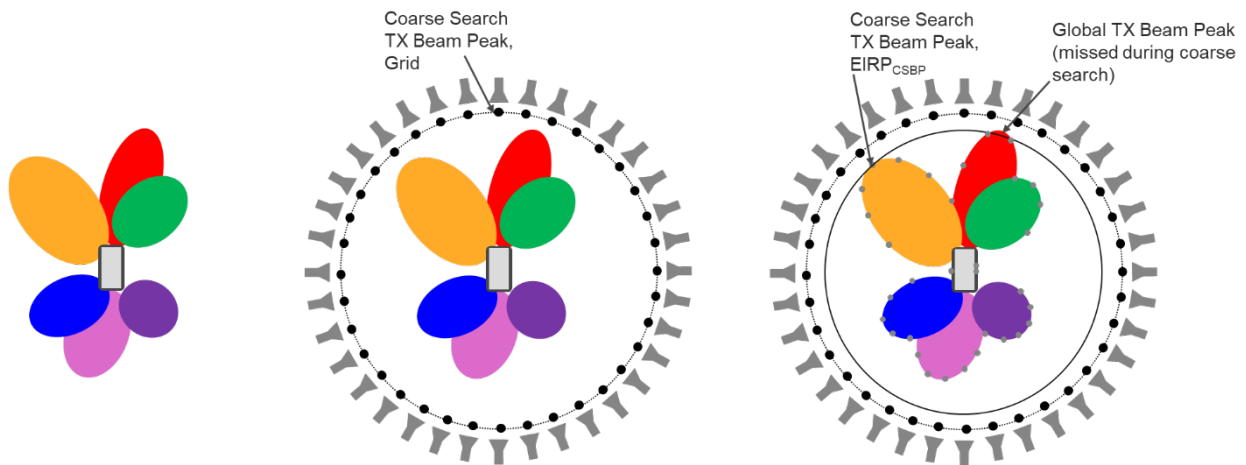 Coarse Search
TX Beam Peak,
Grid
Coarse Search
TX Beam Peak,
EIRP_CSBP
Global TX Beam Peak
(missed during coarse
search)